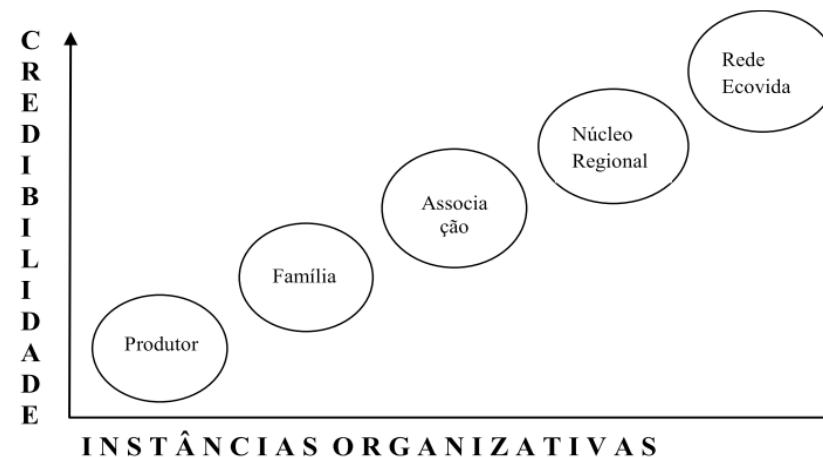 CREDIBILIDADE
Rede
Ecovida
Núcleo
Regional
Associa
ção
Família
Produtor
INSTÂNCIAS ORGANIZATIVAS